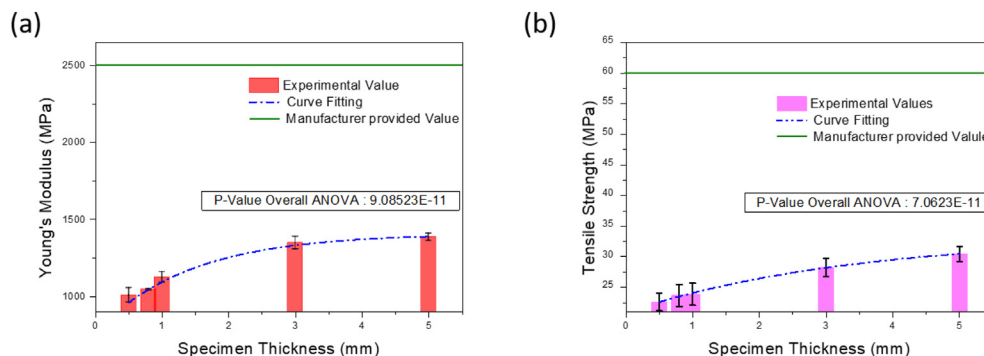 (a)
Young's Modulus (MPa)
2500
1500
1000
Experimental Value
Curve Fitting
Manufacturer provided Value
P-Value Overall ANOVA : 9.08523E-11
0 1 2 3 4 5
Specimen Thickness (mm)
(b)
Tensile Strength (MPa)
65
60
55
50
45
40
35
30
25
Experimental Values
Curve Fitting
Manufacturer provided Valule
P-Value Overall ANOVA : 7.0623E-11
0 1 2 3 4 5
Specimen Thickness (mm)